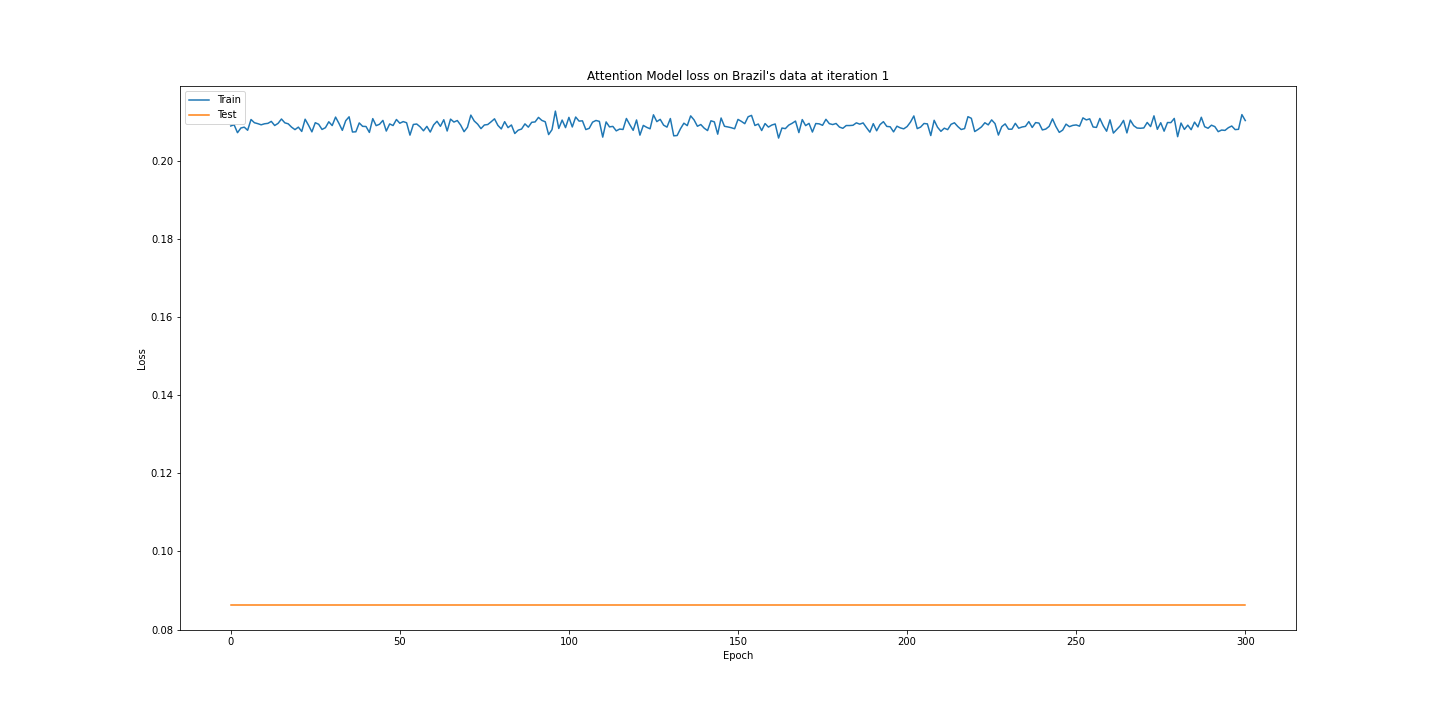 Attention Model loss on Brazil's data at iteration 1
Train
Test
0.20
0.18
0.16
0.14
0.12
0.10
0.08
Loss
0
50
100
150
200
250
300
Epoch